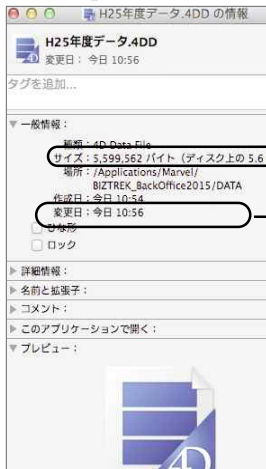 H25年度データ.4DD の情報
H25年度データ.4DD
変更日： 今日 10:56
タグを追加...
▼ 一般情報：
種類：4D Data File
サイズ：5,599,562 バイト（ディスク上の 5.6
場所：/Applications/Marvel/
BIZTREK_BackOffice2015/DATA
作成日：今日 10:54
変更日：今日 10:56
ひな形
ロック
▶ 詳細情報：
▶ 名前と拡張子：
▶ コメント：
▶ このアプリケーションで開く：
▼ プレビュー：